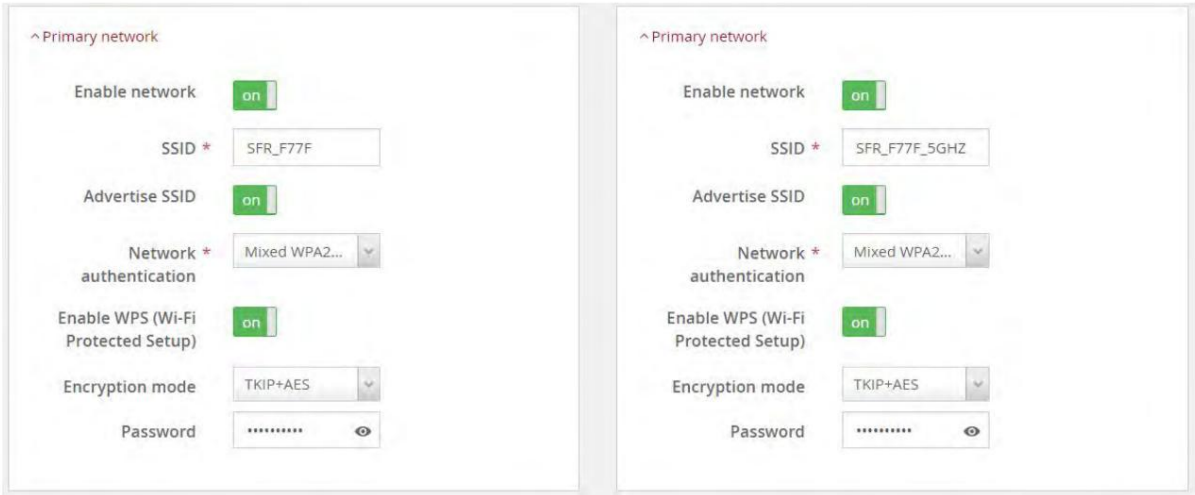 Primary network
Enable network on
SSID * SFR_F77F
Advertise SSID on
Network * Mixed WPA2...
authentication
Enable WPS (Wi-Fi
Protected Setup) on
Encryption mode TKIP+AES
Password ••••••••••
Primary network
Enable network on
SSID * SFR_F77F_5GHZ
Advertise SSID on
Network * Mixed WPA2...
authentication
Enable WPS (Wi-Fi
Protected Setup) on
Encryption mode TKIP+AES
Password ••••••••••